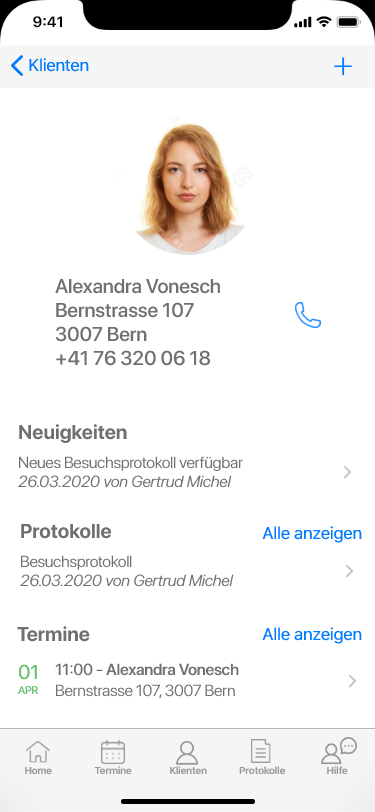 9:41
Klienten
Alexandra Vonesch
Bernstrasse 107
3007 Bern
+41 76 320 06 18
Neuigkeiten
Neues Besuchsprotokoll verfügbar
26.03.2020 von Gertrud Michel
Protokolle
Alle anzeigen
Besuchsprotokoll
26.03.2020 von Gertrud Michel
Termine
Alle anzeigen
01
APR
11:00 - Alexandra Vonesch
Bernstrasse 107, 3007 Bern
Home
Termine
Klienten
Protokolle
Hilfe